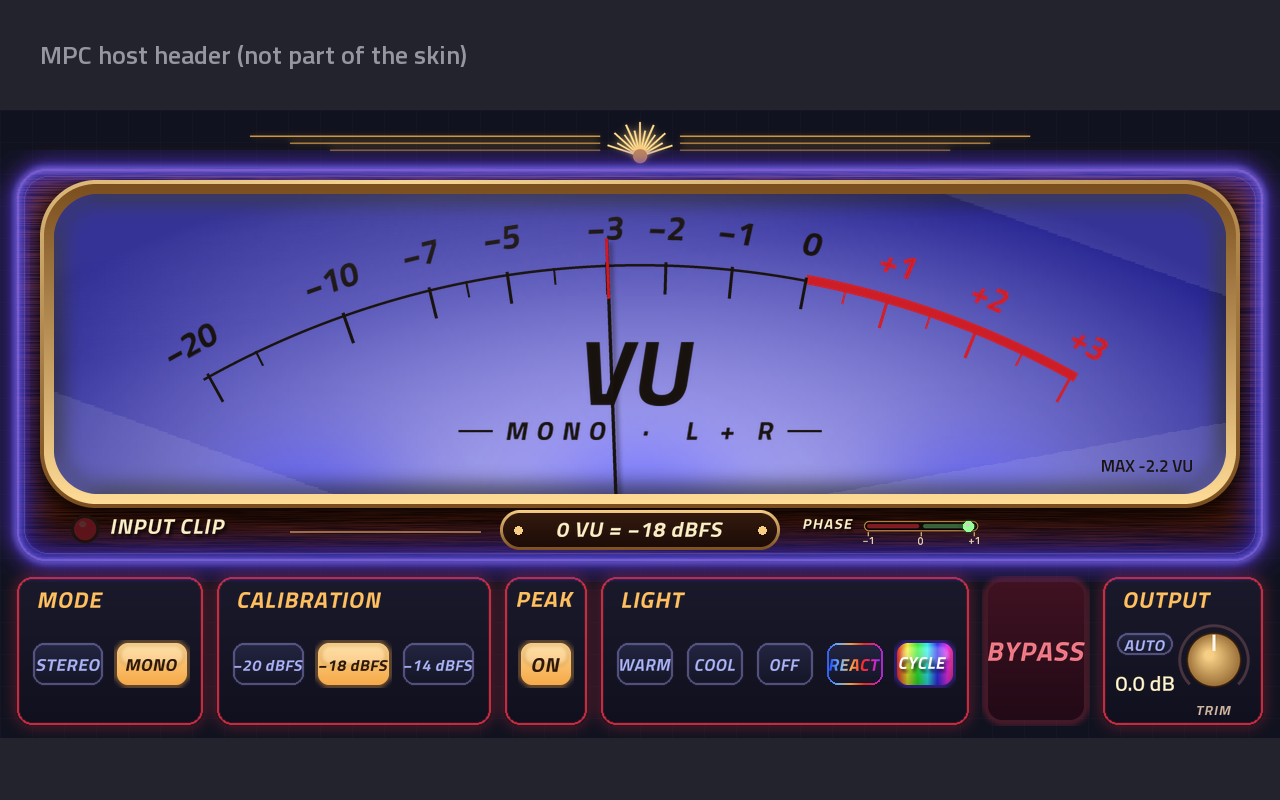 MPC host header (not part of the skin)
−20 −10 −7 −5 −3 −2 −1 0 +1 +2 +3
VU
MONO · L + R
MAX -2.2 VU
INPUT CLIP
0 VU = −18 dBFS
PHASE
−1 0 +1
MODE
STEREO MONO
CALIBRATION
−20 dBFS −18 dBFS −14 dBFS
PEAK
ON
LIGHT
WARM COOL OFF REACT CYCLE
BYPASS
OUTPUT
AUTO
0.0 dB
TRIM